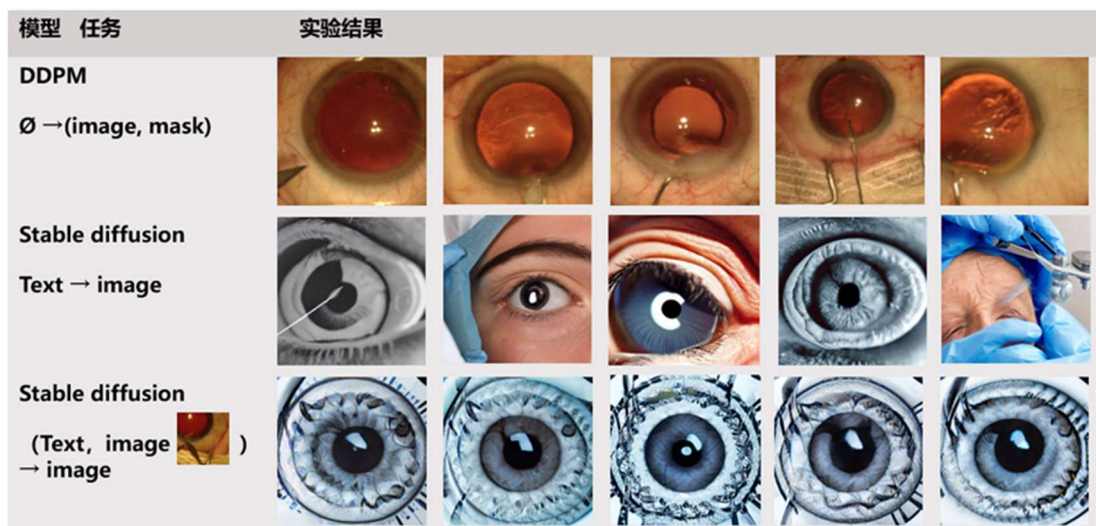 模型 任务 实验结果
DDPM
Ø →(image, mask)
Stable diffusion
Text → image
Stable diffusion
(Text, image )
→ image